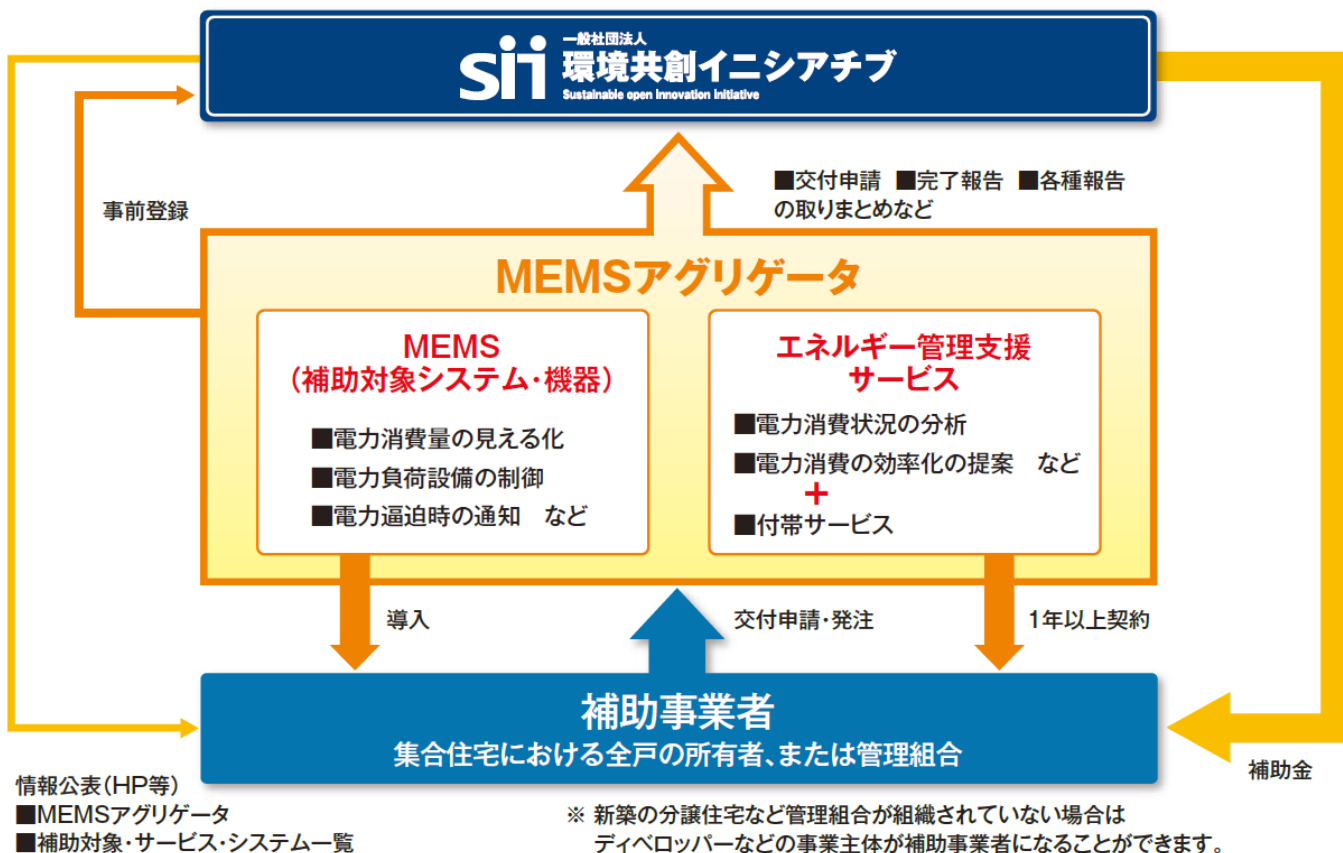 sii
一般社団法人
環境共創イニシアチブ
Sustainable open Innovation Initiative
事前登録
■交付申請 ■完了報告 ■各種報告
の取りまとめなど
MEMSアグリゲータ
MEMS
（補助対象システム・機器）
■電力消費量の見える化
■電力負荷設備の制御
■電力逼迫時の通知　など
エネルギー管理支援
サービス
■電力消費状況の分析
■電力消費の効率化の提案　など
＋
■付帯サービス
導入
交付申請・発注
1年以上契約
補助事業者
集合住宅における全戸の所有者、または管理組合
補助金
情報公表（HP等）
■MEMSアグリゲータ
■補助対象・サービス・システム一覧
※ 新築の分譲住宅など管理組合が組織されていない場合は
ディベロッパーなどの事業主体が補助事業者になることができます。